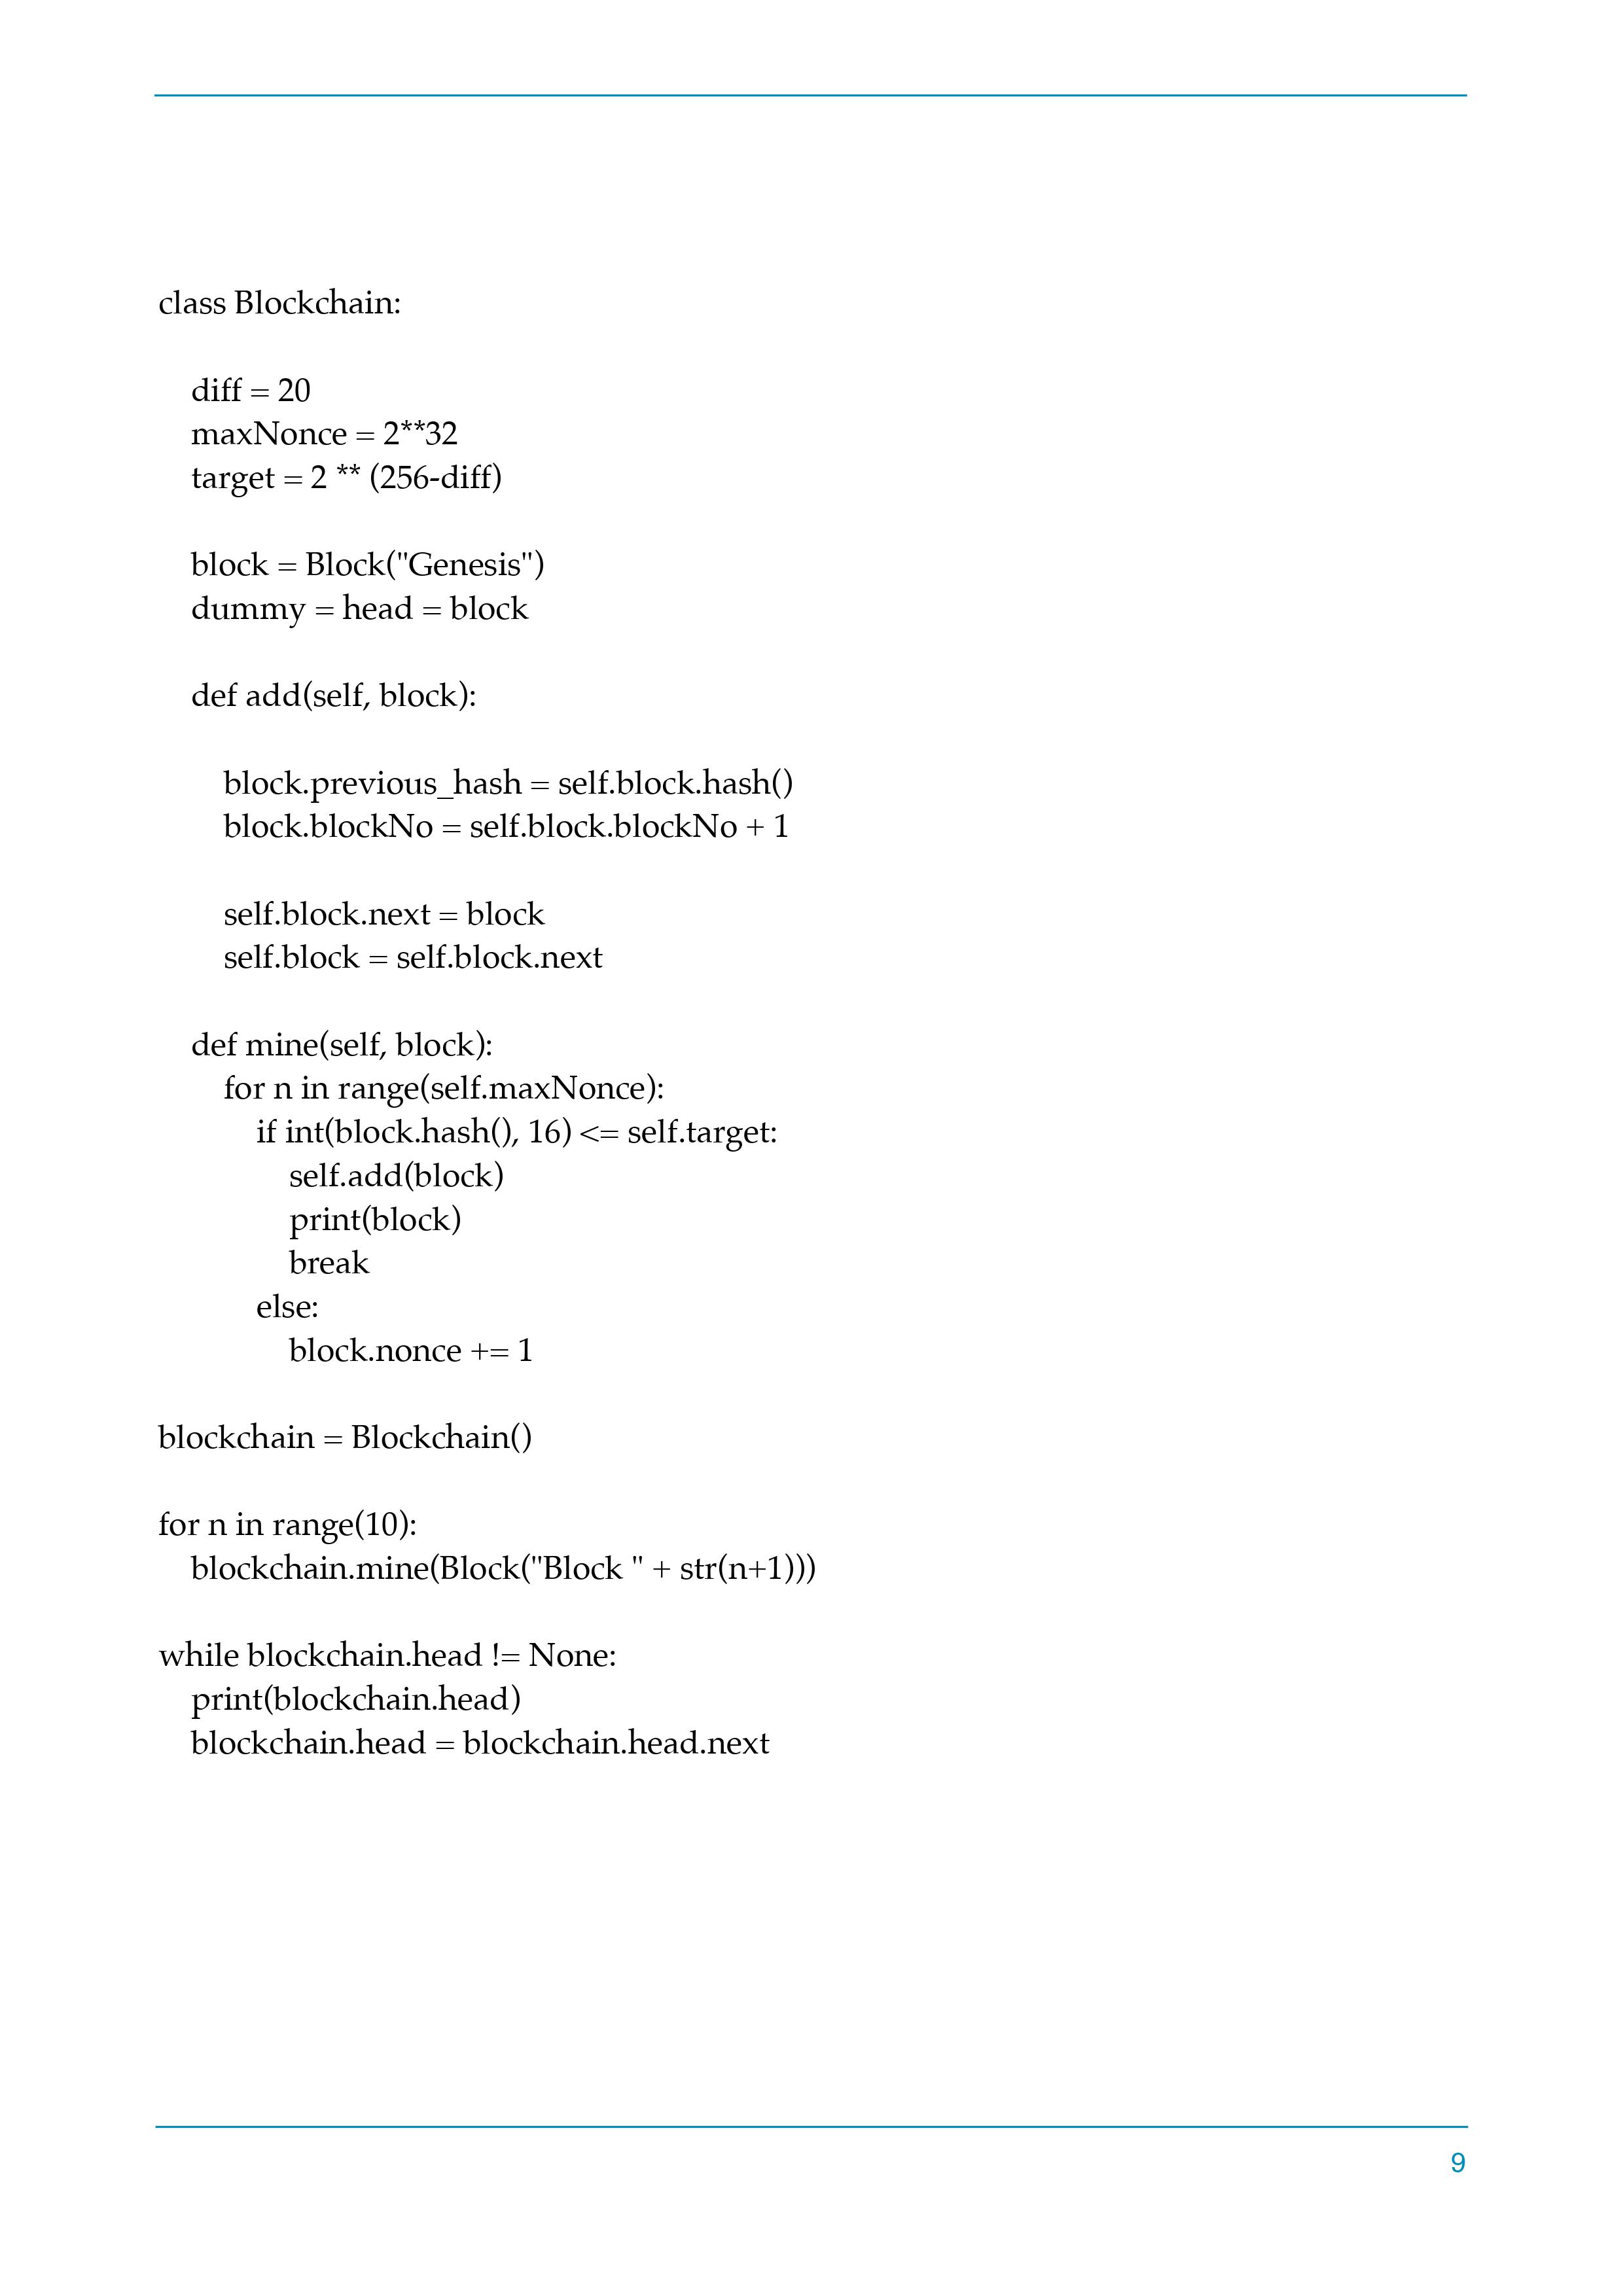 class Blockchain:
diff = 20
maxNonce = 2**32
target = 2 ** (256-diff)
block = Block("Genesis")
dummy = head = block
def add(self, block):
block.previous_hash = self.block.hash()
block.blockNo = self.block.blockNo + 1
self.block.next = block
self.block = self.block.next
def mine(self, block):
for n in range(self.maxNonce):
if int(block.hash(), 16) <= self.target:
self.add(block)
print(block)
break
else:
block.nonce += 1
blockchain = Blockchain()
for n in range(10):
blockchain.mine(Block("Block " + str(n+1)))
while blockchain.head != None:
print(blockchain.head)
blockchain.head = blockchain.head.next
9